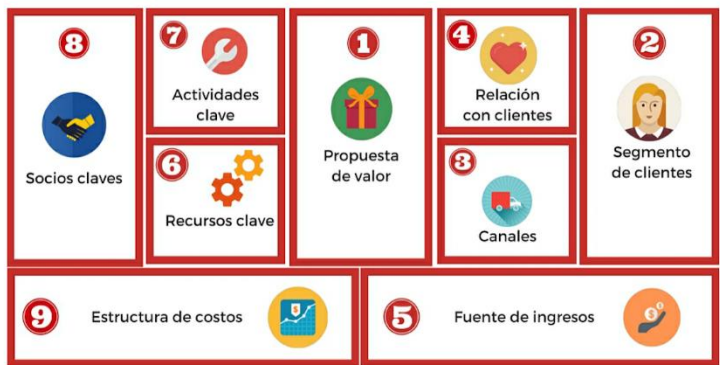 8
Socios claves
7
Actividades
clave
6
Recursos clave
1
Propuesta
de valor
4
Relación
con clientes
3
Canales
2
Segmento
de clientes
9
Estructura de costos
$
5
Fuente de ingresos
$
$